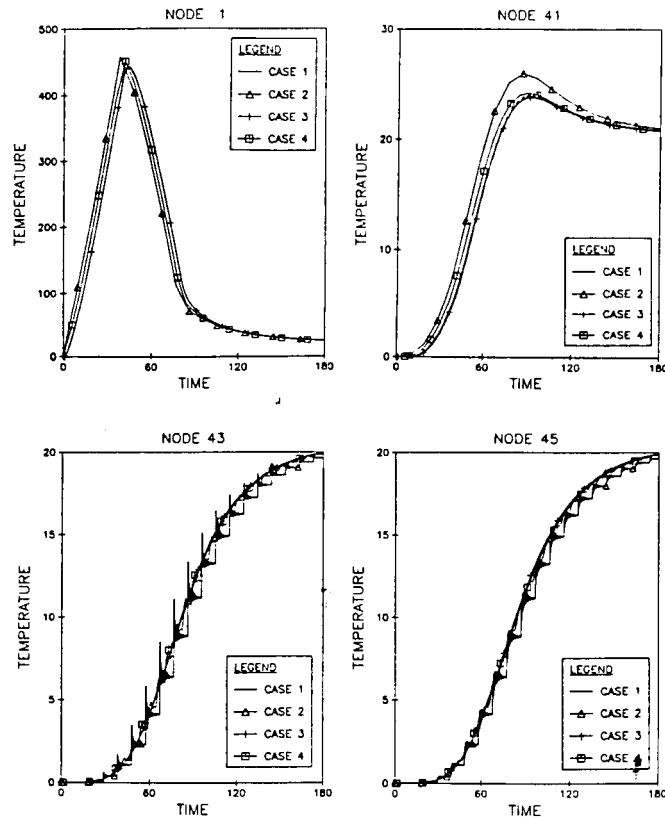 NODE 1
500
400
300
200
100
0
TEMPERATURE
0
60
120
180
TIME
LEGEND
CASE 1
CASE 2
CASE 3
CASE 4
NODE 41
30
20
10
0
TEMPERATURE
0
60
120
180
TIME
LEGEND
CASE 1
CASE 2
CASE 3
CASE 4
NODE 43
20
15
10
5
0
TEMPERATURE
0
60
120
180
TIME
LEGEND
CASE 1
CASE 2
CASE 3
CASE 4
NODE 45
20
15
10
5
0
TEMPERATURE
0
60
120
180
TIME
LEGEND
CASE 1
CASE 2
CASE 3
CASE 4